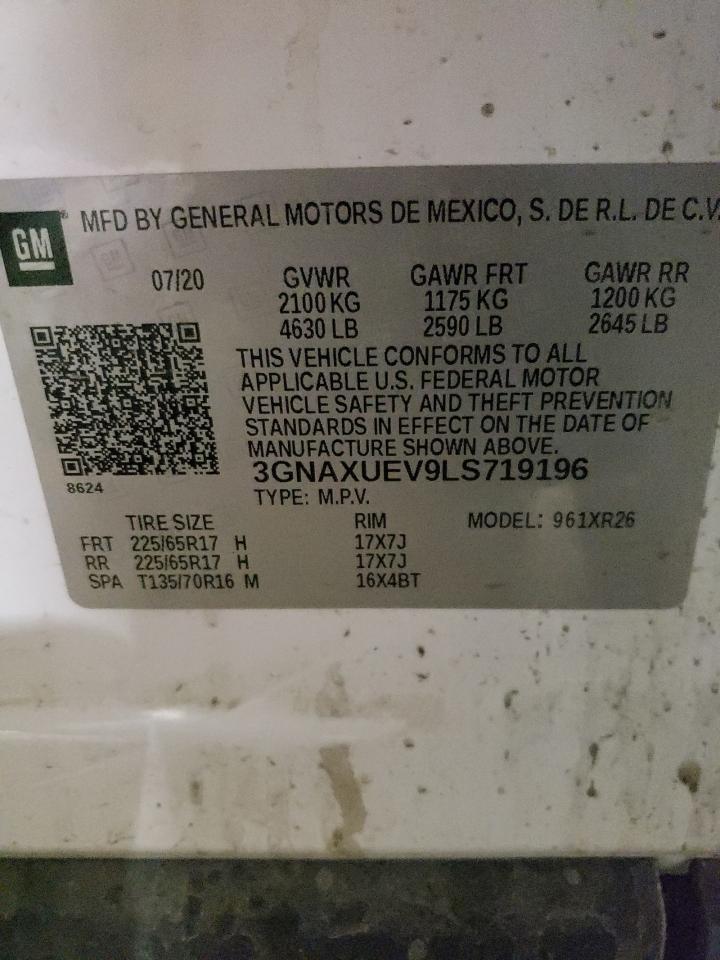 GM
MFD BY GENERAL MOTORS DE MEXICO, S. DE R.L. DE C.V.
07/20 GVWR GAWR FRT GAWR RR
2100 KG 1175 KG 1200 KG
4630 LB 2590 LB 2645 LB
THIS VEHICLE CONFORMS TO ALL
APPLICABLE U.S. FEDERAL MOTOR
VEHICLE SAFETY AND THEFT PREVENTION
STANDARDS IN EFFECT ON THE DATE OF
MANUFACTURE SHOWN ABOVE.
3GNAXUEV9LS719196
8624
TYPE: M.P.V.
TIRE SIZE RIM MODEL: 961XR26
FRT 225/65R17 H 17X7J
RR 225/65R17 H 17X7J
SPA T135/70R16 M 16X4BT